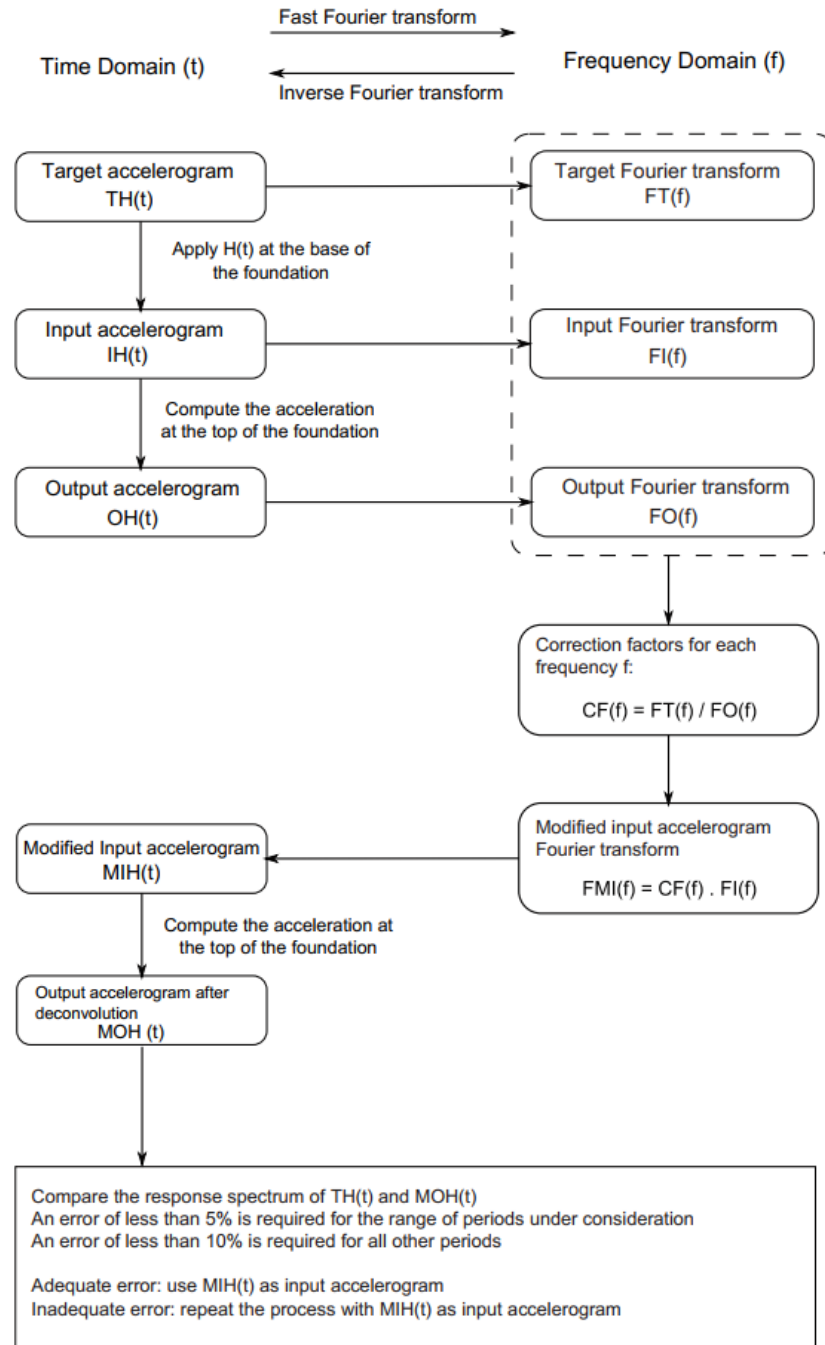 Fast Fourier transform
Time Domain (t)
Frequency Domain (f)
Inverse Fourier transform
Target accelerogram
TH(t)
Target Fourier transform
FT(f)
Apply H(t) at the base of
the foundation
Input accelerogram
IH(t)
Input Fourier transform
FI(f)
Compute the acceleration
at the top of the foundation
Output accelerogram
OH(t)
Output Fourier transform
FO(f)
Correction factors for each
frequency f:
CF(f) = FT(f) / FO(f)
Modified input accelerogram
Fourier transform
FMI(f) = CF(f) . FI(f)
Modified Input accelerogram
MIH(t)
Compute the acceleration at
the top of the foundation
Output accelerogram after
deconvolution
MOH (t)
Compare the response spectrum of TH(t) and MOH(t)
An error of less than 5% is required for the range of periods under consideration
An error of less than 10% is required for all other periods
Adequate error: use MIH(t) as input accelerogram
Inadequate error: repeat the process with MIH(t) as input accelerogram